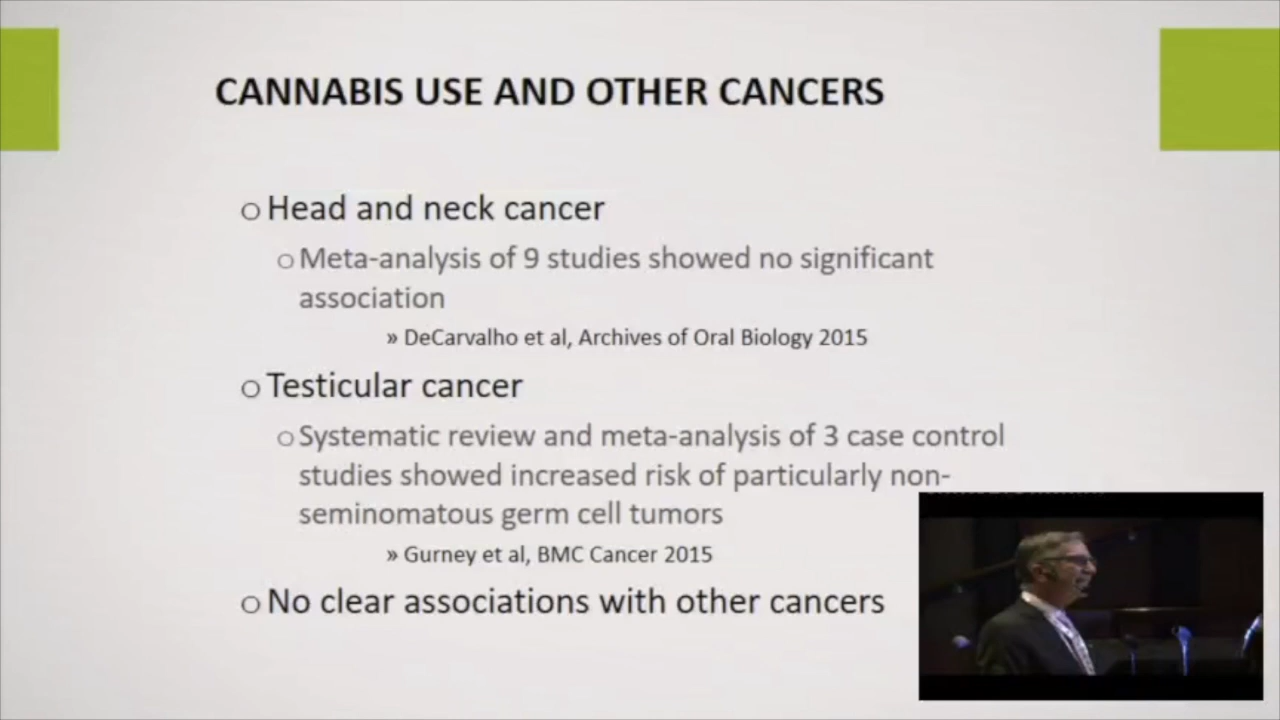 CANNABIS USE AND OTHER CANCERS
o Head and neck cancer
o Meta-analysis of 9 studies showed no significant
association
» DeCarvalho et al, Archives of Oral Biology 2015
o Testicular cancer
o Systematic review and meta-analysis of 3 case control
studies showed increased risk of particularly non-
seminomatous germ cell tumors
» Gurney et al, BMC Cancer 2015
o No clear associations with other cancers